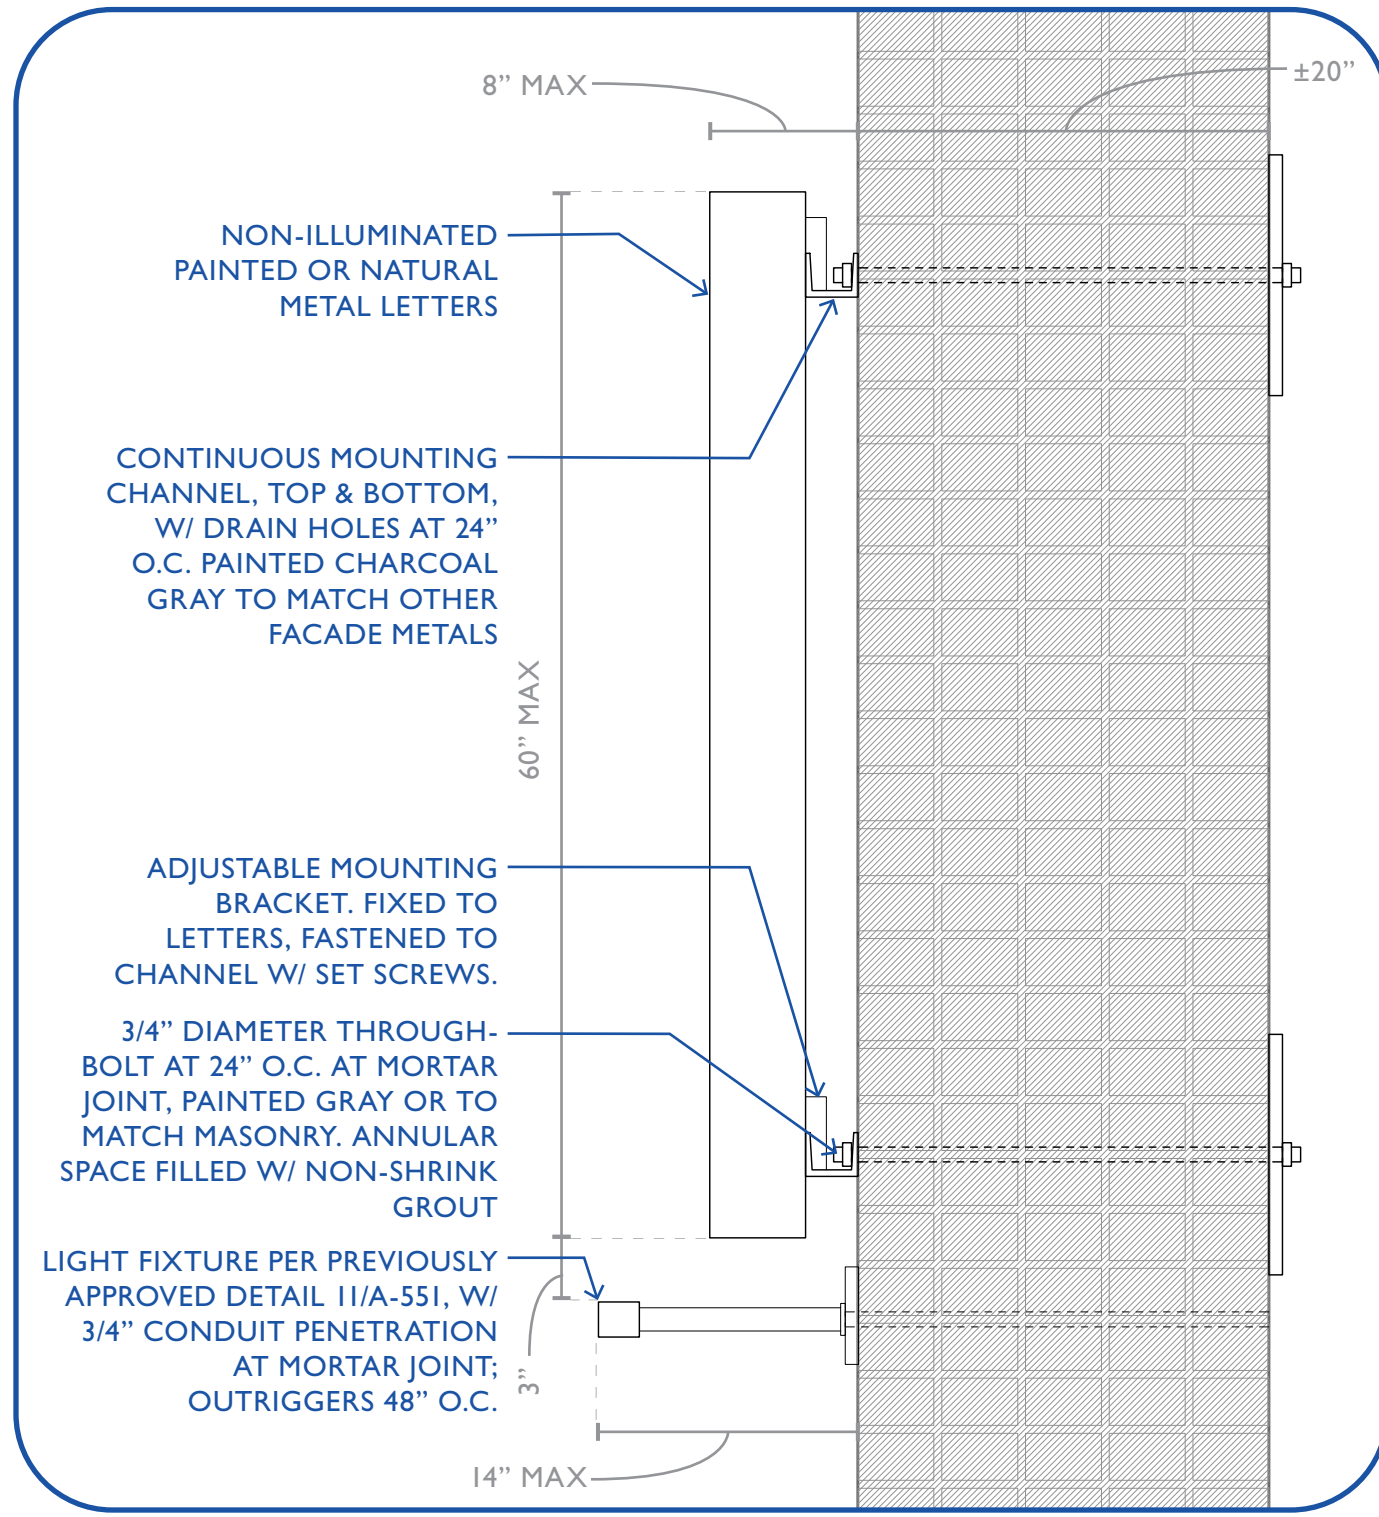 8” MAX
±20”
NON-ILLUMINATED
PAINTED OR NATURAL
METAL LETTERS
CONTINUOUS MOUNTING
CHANNEL, TOP & BOTTOM,
W/ DRAIN HOLES AT 24”
O.C. PAINTED CHARCOAL
GRAY TO MATCH OTHER
FACADE METALS
60” MAX
ADJUSTABLE MOUNTING
BRACKET. FIXED TO
LETTERS, FASTENED TO
CHANNEL W/ SET SCREWS.
3/4” DIAMETER THROUGH-
BOLT AT 24” O.C. AT MORTAR
JOINT, PAINTED GRAY OR TO
MATCH MASONRY. ANNULAR
SPACE FILLED W/ NON-SHRINK
GROUT
LIGHT FIXTURE PER PREVIOUSLY
APPROVED DETAIL 11/A-551, W/
3/4” CONDUIT PENETRATION
AT MORTAR JOINT;
OUTRIGGERS 48” O.C.
3”
14” MAX